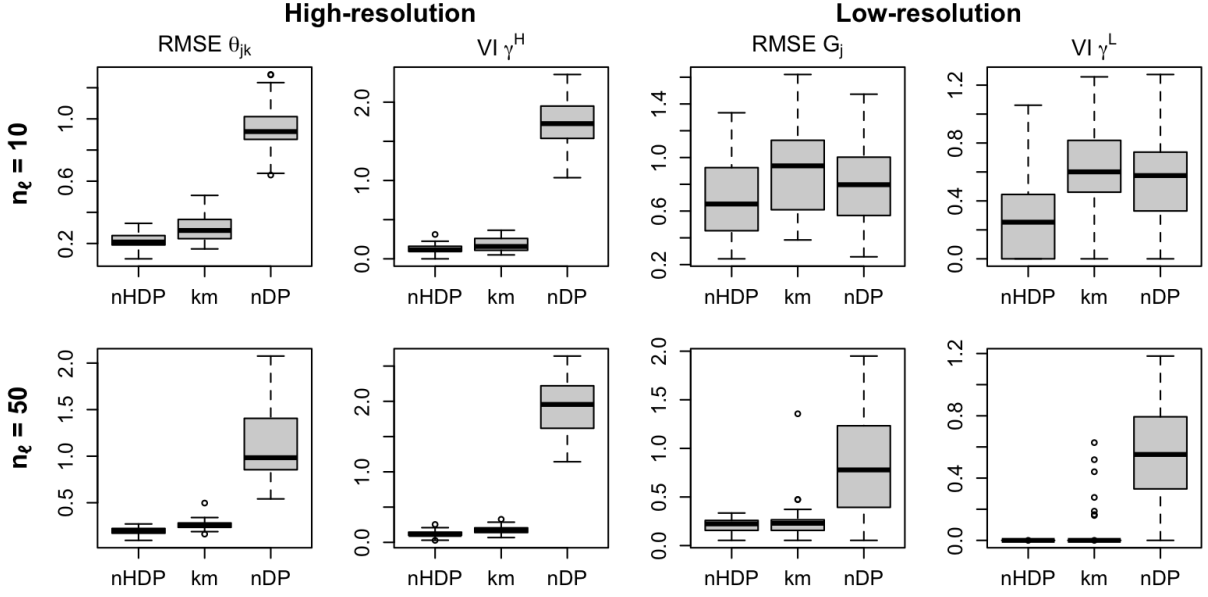 High-resolution Low-resolution
RMSE θjk VI γH RMSE Gj VI γL
nℓ = 10
0.2 0.6 1.0
0.0 1.0 2.0
0.2 0.6 1.0 1.4
0.0 0.4 0.8 1.2
nHDP km nDP nHDP km nDP nHDP km nDP nHDP km nDP
nℓ = 50
0.5 1.0 1.5 2.0
0.0 1.0 2.0
0.0 0.5 1.0 1.5 2.0
0.0 0.4 0.8 1.2
nHDP km nDP nHDP km nDP nHDP km nDP nHDP km nDP